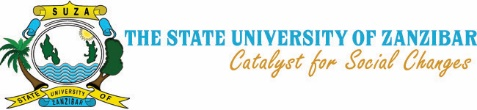 SUZA
THE STATE UNIVERSITY OF ZANZIBAR
Catalyst for Social Changes
STATE UNIVERSITY OF
ZANZIBAR